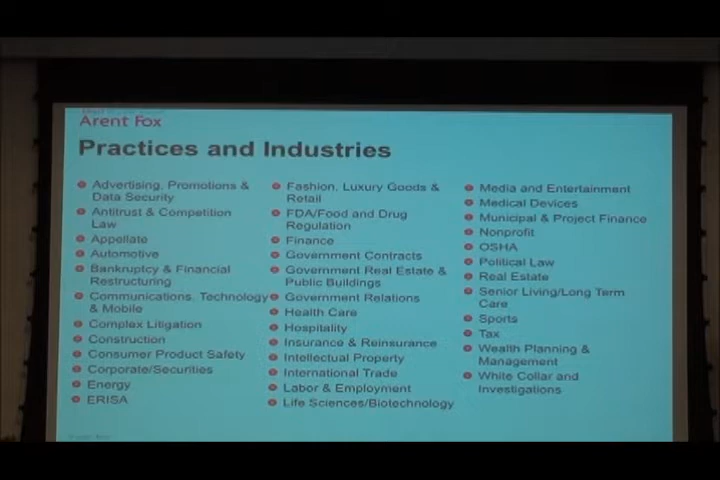 Arent Fox
Practices and Industries
Advertising, Promotions &
Data Security
Antitrust & Competition
Law
Appellate
Automotive
Bankruptcy & Financial
Restructuring
Communications, Technology
& Mobile
Complex Litigation
Construction
Consumer Product Safety
Corporate/Securities
Energy
ERISA
Fashion, Luxury Goods &
Retail
FDA/Food and Drug
Regulation
Finance
Government Contracts
Government Real Estate &
Public Buildings
Government Relations
Health Care
Hospitality
Insurance & Reinsurance
Intellectual Property
International Trade
Labor & Employment
Life Sciences/Biotechnology
Media and Entertainment
Medical Devices
Municipal & Project Finance
Nonprofit
OSHA
Political Law
Real Estate
Senior Living/Long Term
Care
Sports
Tax
Wealth Planning &
Management
White Collar and
Investigations